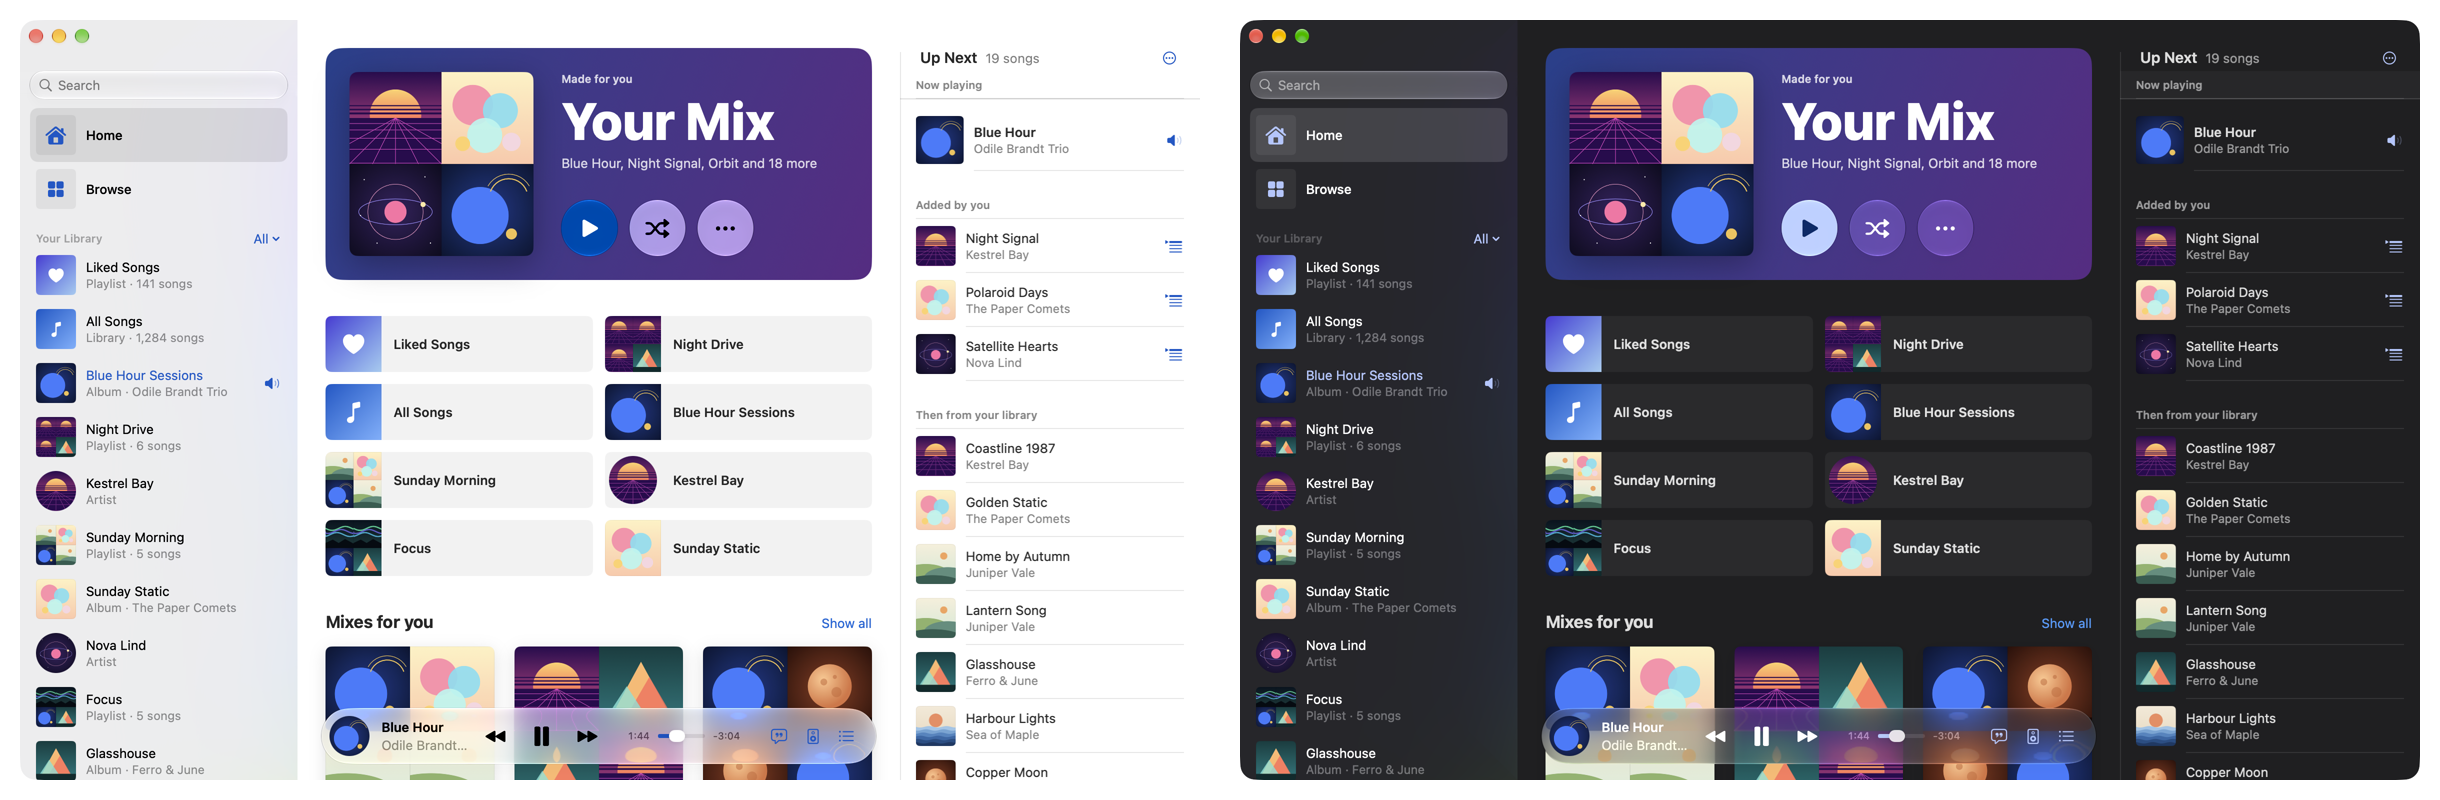 Search
Home
Browse
Your Library
All
Liked Songs
Playlist · 141 songs
All Songs
Library · 1,284 songs
Blue Hour Sessions
Album · Odile Brandt Trio
Night Drive
Playlist · 6 songs
Kestrel Bay
Artist
Sunday Morning
Playlist · 5 songs
Sunday Static
Album · The Paper Comets
Nova Lind
Artist
Focus
Playlist · 5 songs
Glasshouse
Album · Ferro & June
Made for you
Your Mix
Blue Hour, Night Signal, Orbit and 18 more
Liked Songs
Night Drive
All Songs
Blue Hour Sessions
Sunday Morning
Kestrel Bay
Focus
Sunday Static
Mixes for you
Show all
Blue Hour
Odile Brandt...
1:44
-3:04
Up Next 19 songs
Now playing
Blue Hour
Odile Brandt Trio
Added by you
Night Signal
Kestrel Bay
Polaroid Days
The Paper Comets
Satellite Hearts
Nova Lind
Then from your library
Coastline 1987
Kestrel Bay
Golden Static
The Paper Comets
Home by Autumn
Juniper Vale
Lantern Song
Juniper Vale
Glasshouse
Ferro & June
Harbour Lights
Sea of Maple
Copper Moon
Search
Home
Browse
Your Library
All
Liked Songs
Playlist · 141 songs
All Songs
Library · 1,284 songs
Blue Hour Sessions
Album · Odile Brandt Trio
Night Drive
Playlist · 6 songs
Kestrel Bay
Artist
Sunday Morning
Playlist · 5 songs
Sunday Static
Album · The Paper Comets
Nova Lind
Artist
Focus
Playlist · 5 songs
Glasshouse
Album · Ferro & June
Made for you
Your Mix
Blue Hour, Night Signal, Orbit and 18 more
Liked Songs
Night Drive
All Songs
Blue Hour Sessions
Sunday Morning
Kestrel Bay
Focus
Sunday Static
Mixes for you
Show all
Blue Hour
Odile Brandt...
1:44
-3:04
Up Next 19 songs
Now playing
Blue Hour
Odile Brandt Trio
Added by you
Night Signal
Kestrel Bay
Polaroid Days
The Paper Comets
Satellite Hearts
Nova Lind
Then from your library
Coastline 1987
Kestrel Bay
Golden Static
The Paper Comets
Home by Autumn
Juniper Vale
Lantern Song
Juniper Vale
Glasshouse
Ferro & June
Harbour Lights
Sea of Maple
Copper Moon